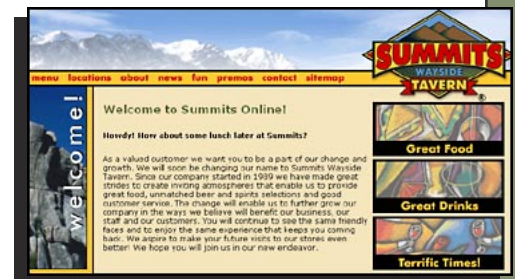 SUMMITS
WAYSIDE
TAVERN
®
menu locations about news fun promos contact sitemap
welcome!
Welcome to Summits Online!
Howdy! How about some lunch later at Summits?
As a valued customer we want you to be a part of our change and
growth. We will soon be changing our name to Summits Wayside
Tavern. Since our company started in 1989 we have made great
strides to create inviting atmospheres that enable us to provide
great food, unmatched beer and spirits selections and good
customer service. The change will enable us to further grow our
company in the ways we believe will benefit our business, our
staff and our customers. You will continue to see the same friendly
faces and to enjoy the same experience that keeps you coming
back. We aspire to make your future visits to our stores even
better! We hope you will join us in our new endeavor.
Great Food
Great Drinks
Terrific Times!